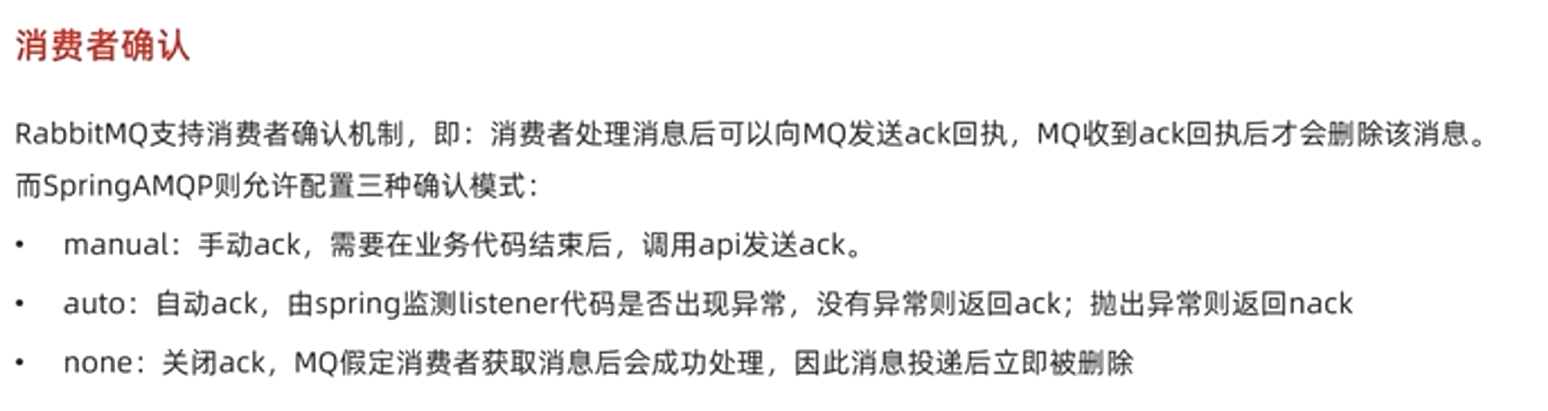 消费者确认
RabbitMQ支持消费者确认机制，即：消费者处理消息后可以向MQ发送ack回执，MQ收到ack回执后才会删除该消息。
而SpringAMQP则允许配置三种确认模式：
• manual：手动ack，需要在业务代码结束后，调用api发送ack。
• auto：自动ack，由spring监测listener代码是否出现异常，没有异常则返回ack；抛出异常则返回nack
• none：关闭ack，MQ假定消费者获取消息后会成功处理，因此消息投递后立即被删除